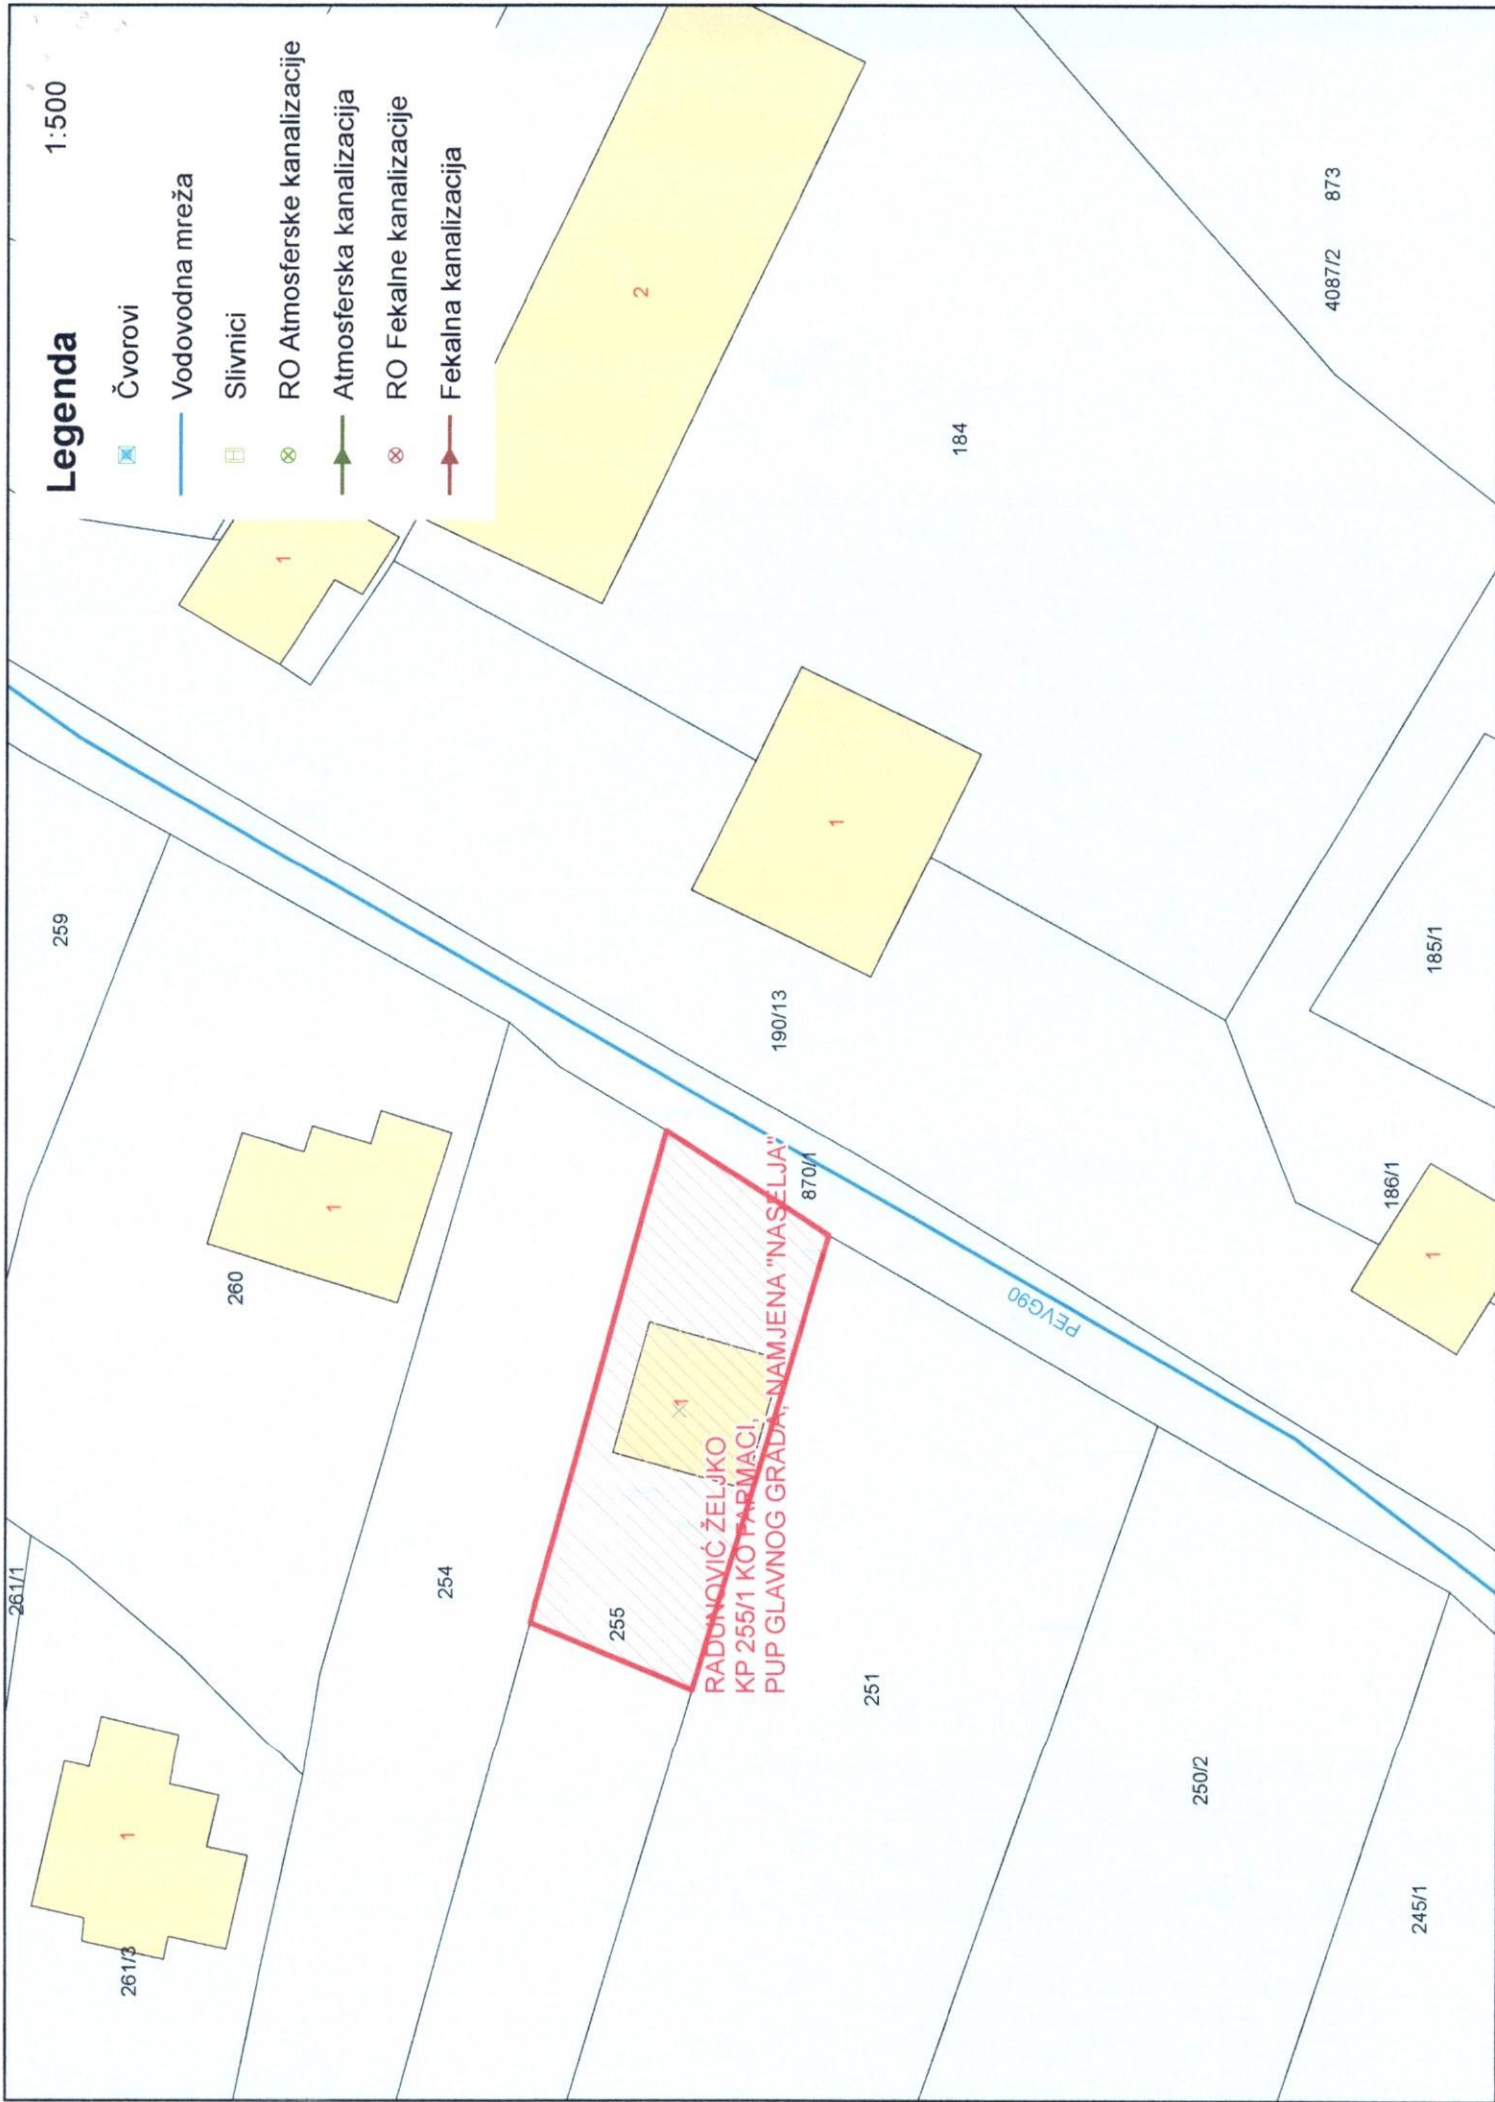 Legenda
1:500
Čvorovi
Vodovodna mreža
Slivnici
RO Atmosferske kanalizacije
Atmosferska kanalizacija
RO Fekalne kanalizacije
Fekalna kanalizacija
261/1
259
261/3
1
260
1
1
254
2
255
1
RADUNOVIĆ ŽELJKO
KP 255/1 KO FARMACI,
PUP GLAVNOG GRADA, NAMJENA "NASELJA"
870/1
190/13
1
184
251
PEVG90
250/2
4087/2
873
186/1
1
185/1
245/1